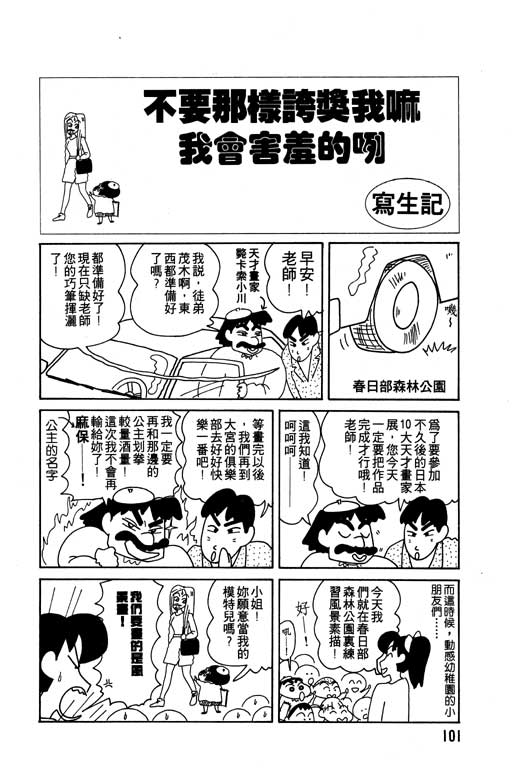 不要那樣誇獎我嘛
我會害羞的咧
寫生記
嘰～
春日部森林公園
早安！
老師！
天才畫家
斃卡索小川
我說，徒弟
茂木啊，東
西都準備好
了嗎？
都準備好了！
現在只缺老師
您的巧筆揮灑
了！
為了要參加
不久後的日本
10大天才畫家
展，您今天
一定要把作品
完成才行哦！
老師！
這我知道！
呵呵呵呵
等畫完以後
，我們再到
大宮的俱樂
部去好好快
樂一番吧！
我一定要
再和那邊的
公主划拳
較量酒量！
這次我不會再
輸給妳了！
麻保——！
公主的名字
而這時候，動感幼稚園的小
朋友們……
今天我
們就在春日部
森林公園裏練
習風景素描！
好——！
小姐！
妳願意當我的
模特兒嗎？
我們要畫的是風
景畫！
101